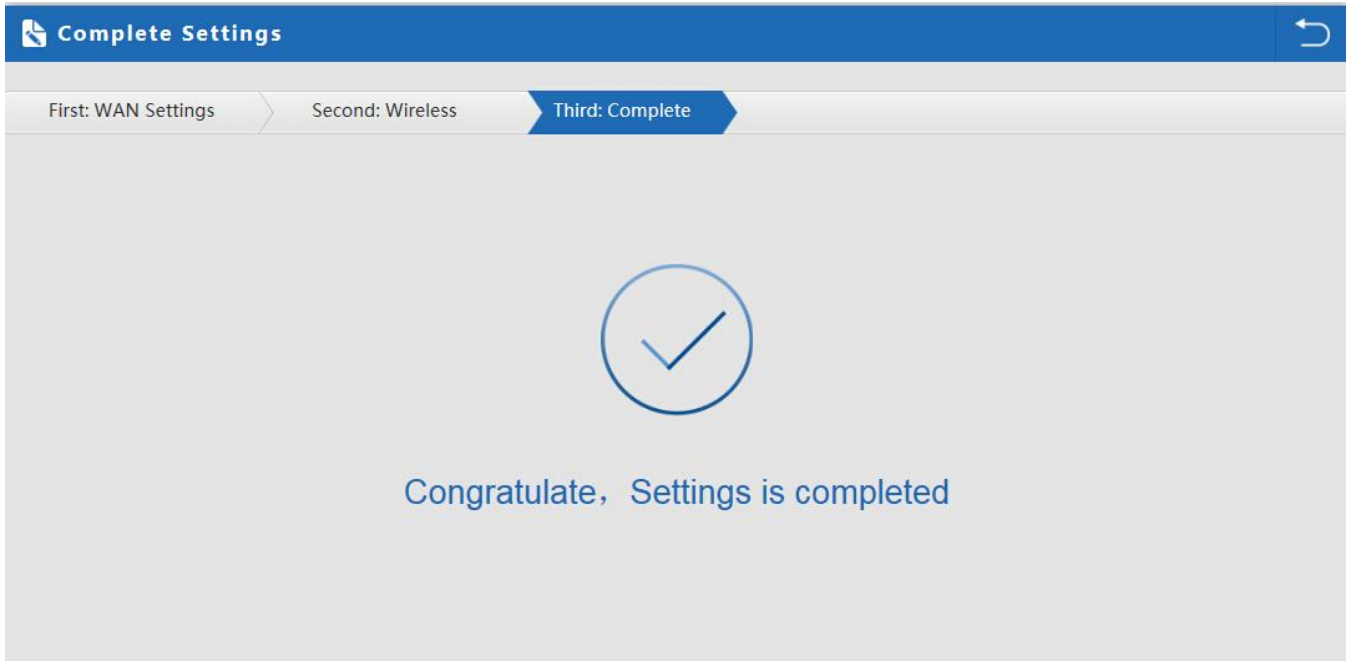 Complete Settings
First: WAN Settings
Second: Wireless
Third: Complete
Congratulate，Settings is completed